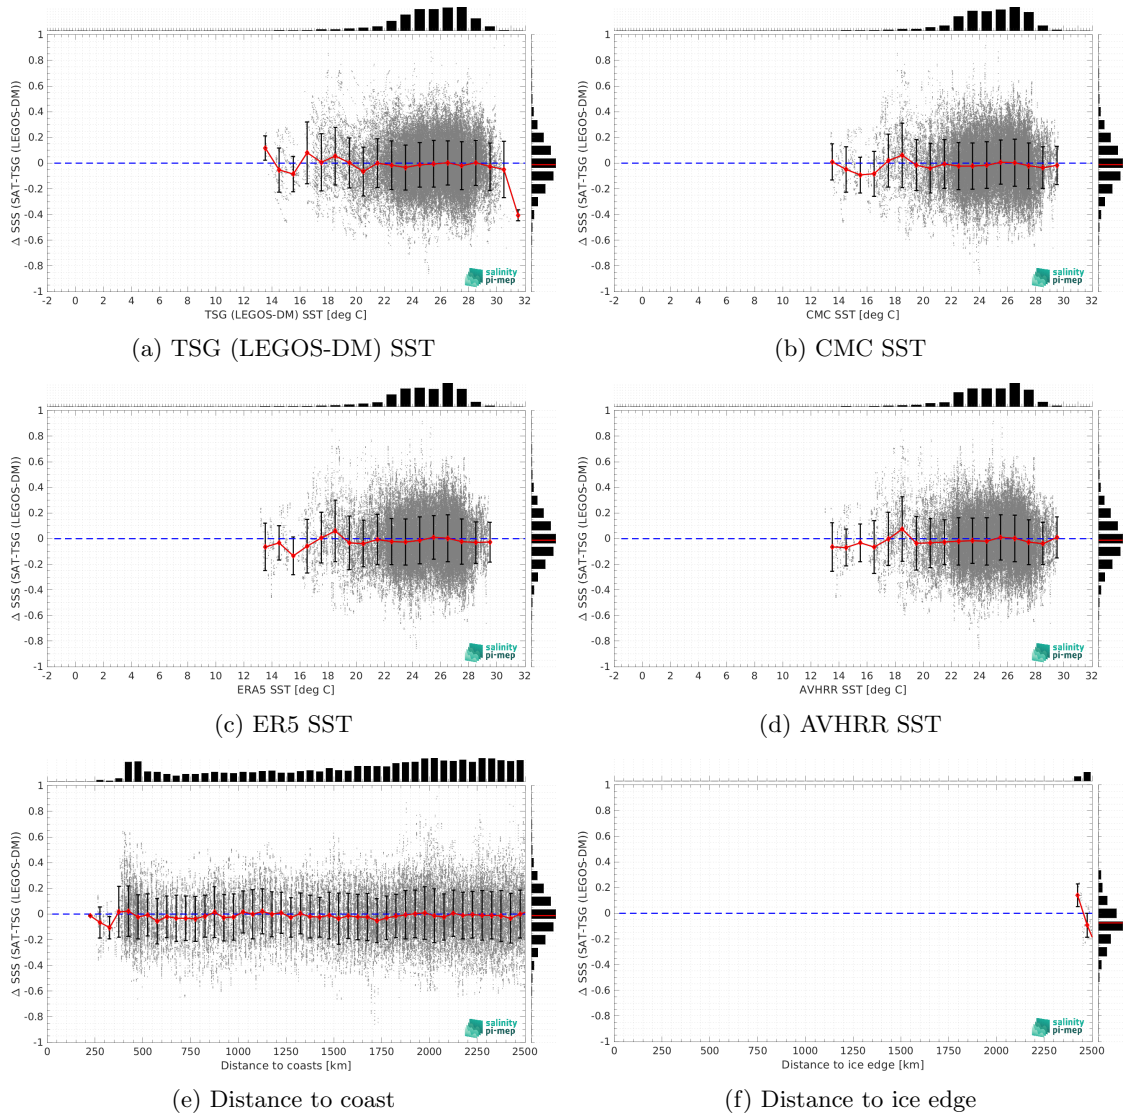 Δ SSS (SAT-TSG (LEGOS-DM))
1
0.8
0.6
0.4
0.2
0
-0.2
-0.4
-0.6
-0.8
-1
salinity
pi-mep
-2 0 2 4 6 8 10 12 14 16 18 20 22 24 26 28 30 32
TSG (LEGOS-DM) SST [deg C]
(a) TSG (LEGOS-DM) SST
Δ SSS (SAT-TSG (LEGOS-DM))
1
0.8
0.6
0.4
0.2
0
-0.2
-0.4
-0.6
-0.8
-1
salinity
pi-mep
-2 0 2 4 6 8 10 12 14 16 18 20 22 24 26 28 30 32
CMC SST [deg C]
(b) CMC SST
Δ SSS (SAT-TSG (LEGOS-DM))
1
0.8
0.6
0.4
0.2
0
-0.2
-0.4
-0.6
-0.8
-1
salinity
pi-mep
-2 0 2 4 6 8 10 12 14 16 18 20 22 24 26 28 30 32
ERA5 SST [deg C]
(c) ER5 SST
Δ SSS (SAT-TSG (LEGOS-DM))
1
0.8
0.6
0.4
0.2
0
-0.2
-0.4
-0.6
-0.8
-1
salinity
pi-mep
-2 0 2 4 6 8 10 12 14 16 18 20 22 24 26 28 30 32
AVHRR SST [deg C]
(d) AVHRR SST
Δ SSS (SAT-TSG (LEGOS-DM))
1
0.8
0.6
0.4
0.2
0
-0.2
-0.4
-0.6
-0.8
-1
salinity
pi-mep
0 250 500 750 1000 1250 1500 1750 2000 2250 2500
Distance to coasts [km]
(e) Distance to coast
Δ SSS (SAT-TSG (LEGOS-DM))
1
0.8
0.6
0.4
0.2
0
-0.2
-0.4
-0.6
-0.8
-1
salinity
pi-mep
0 250 500 750 1000 1250 1500 1750 2000 2250 2500
Distance to ice edge [km]
(f) Distance to ice edge